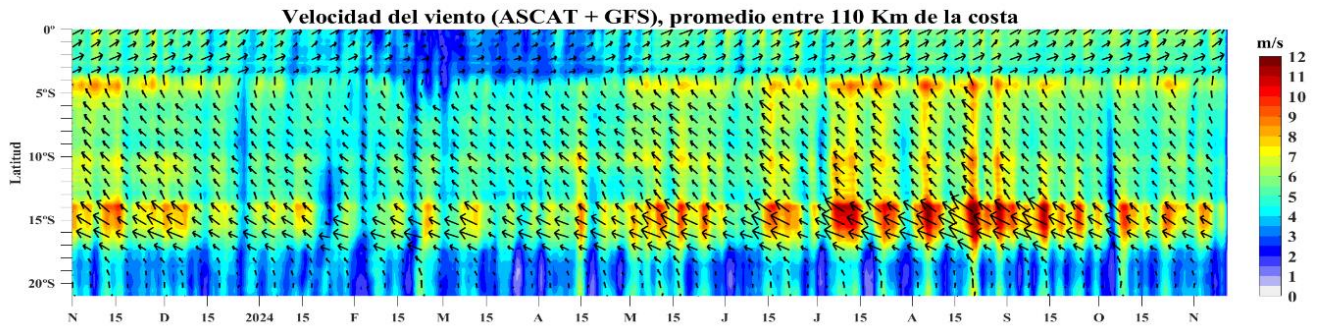 Velocidad del viento (ASCAT + GFS), promedio entre 110 Km de la costa
m/s
12
11
10
9
8
7
6
5
4
3
2
1
0
Latitud
0°
5°S
10°S
15°S
20°S
N 15 D 15 2024 15 F 15 M 15 A 15 M 15 J 15 J 15 A 15 S 15 O 15 N